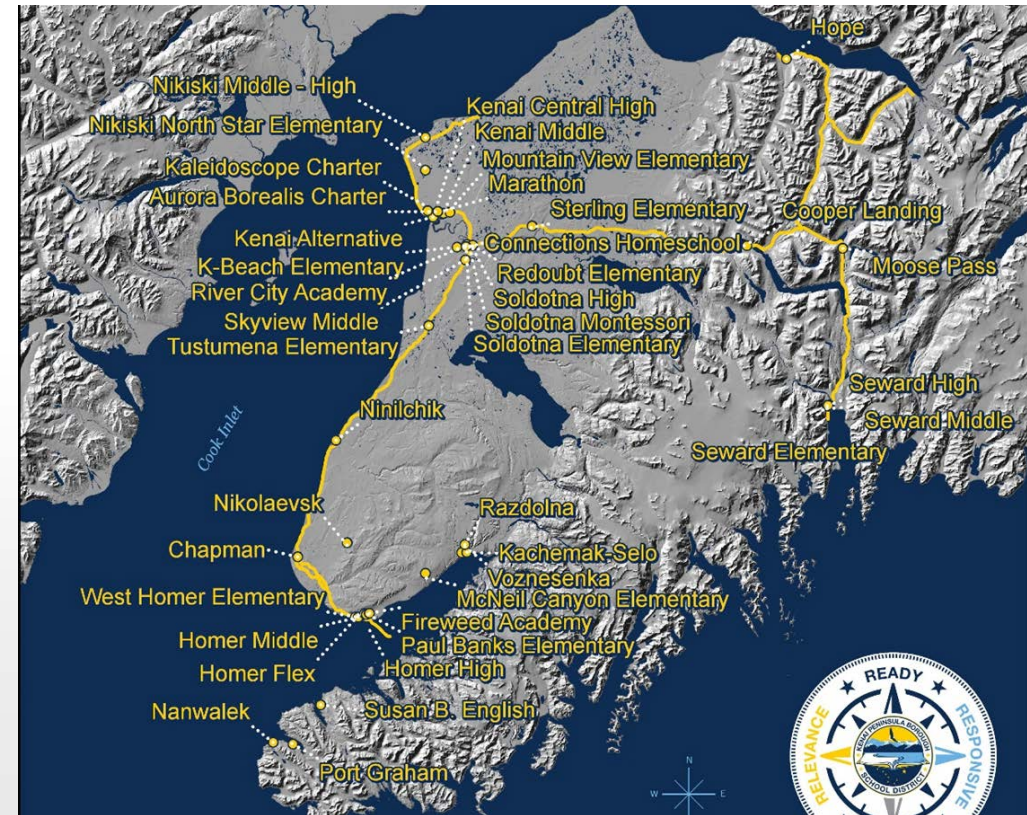 Hope
Nikiski Middle - High
Kenai Central High
Nikiski North Star Elementary
Kenai Middle
Kaleidoscope Charter
Mountain View Elementary
Marathon
Aurora Borealis Charter
Sterling Elementary
Cooper Landing
Kenai Alternative
Connections Homeschool
K-Beach Elementary
Moose Pass
Redoubt Elementary
River City Academy
Soldotna High
Skyview Middle
Soldotna Montessori
Tustumena Elementary
Soldotna Elementary
Seward High
Ninilchik
Seward Middle
Cook Inlet
Seward Elementary
Nikolaevsk
Razdolna
Chapman
Kachemak-Selo
Voznesenka
West Homer Elementary
McNeil Canyon Elementary
Fireweed Academy
Homer Middle
Paul Banks Elementary
Homer Flex
Homer High
Nanwalek
Susan B. English
Port Graham
N
W
E
READY
RELEVANCE
RESPONSIVE
KENAI PENINSULA BOROUGH
SCHOOL DISTRICT